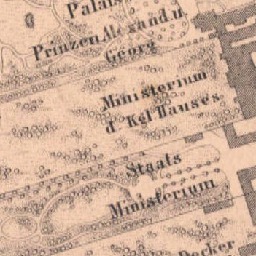 Palais
Prinzen Alexand u.
Georg
Ministerium
d. Kgl Hauses
Staats
Ministerium
Decker